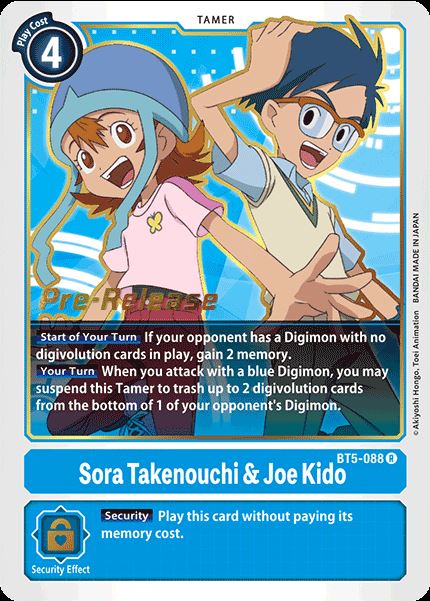 Play Cost
4
TAMER
Pre-Release
Start of Your Turn If your opponent has a Digimon with no
digivolution cards in play, gain 2 memory.
Your Turn When you attack with a blue Digimon, you may
suspend this Tamer to trash up to 2 digivolution cards
from the bottom of 1 of your opponent's Digimon.
©Akiyoshi Hongo, Toei Animation BANDAI MADE IN JAPAN
BT5-088 R
Sora Takenouchi & Joe Kido
Security Play this card without paying its
memory cost.
Security Effect